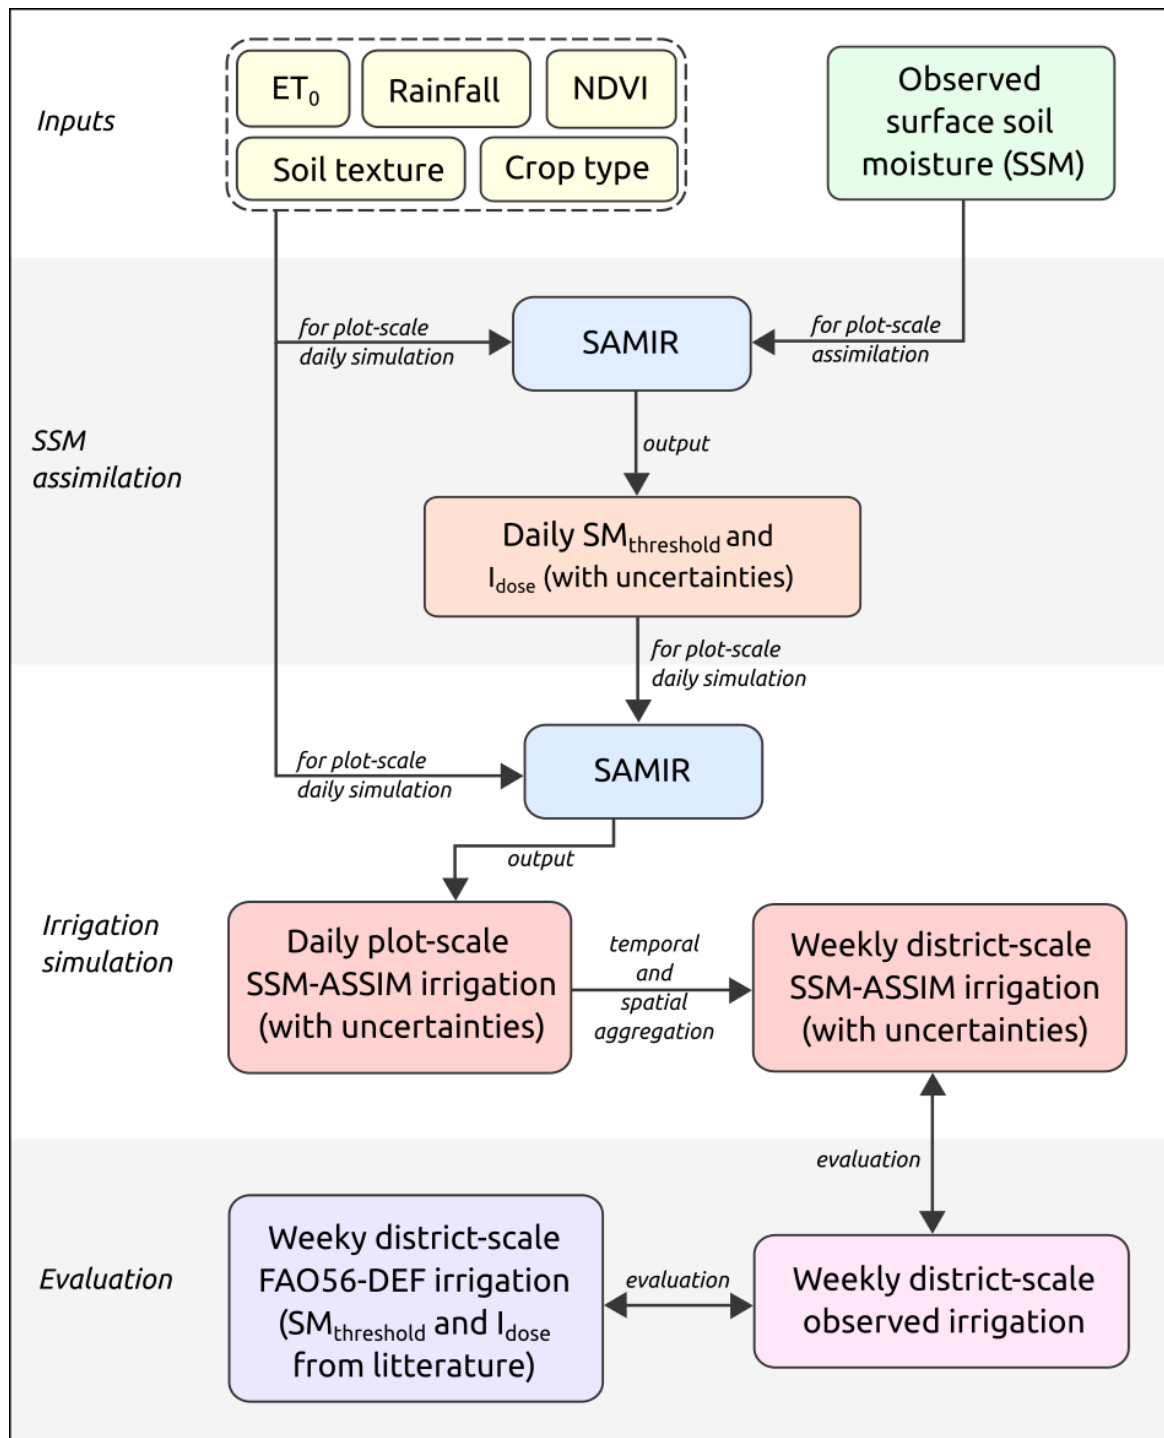 Inputs
ET₀
Rainfall
NDVI
Soil texture
Crop type
Observed
surface soil
moisture (SSM)
SSM
assimilation
for plot-scale
daily simulation
SAMIR
for plot-scale
assimilation
output
Daily SMthreshold and
Idose (with uncertainties)
for plot-scale
daily simulation
for plot-scale
daily simulation
SAMIR
output
Irrigation
simulation
Daily plot-scale
SSM-ASSIM irrigation
(with uncertainties)
temporal
and
spatial
aggregation
Weekly district-scale
SSM-ASSIM irrigation
(with uncertainties)
evaluation
Evaluation
Weeky district-scale
FAO56-DEF irrigation
(SMthreshold and Idose
from litterature)
evaluation
Weekly district-scale
observed irrigation